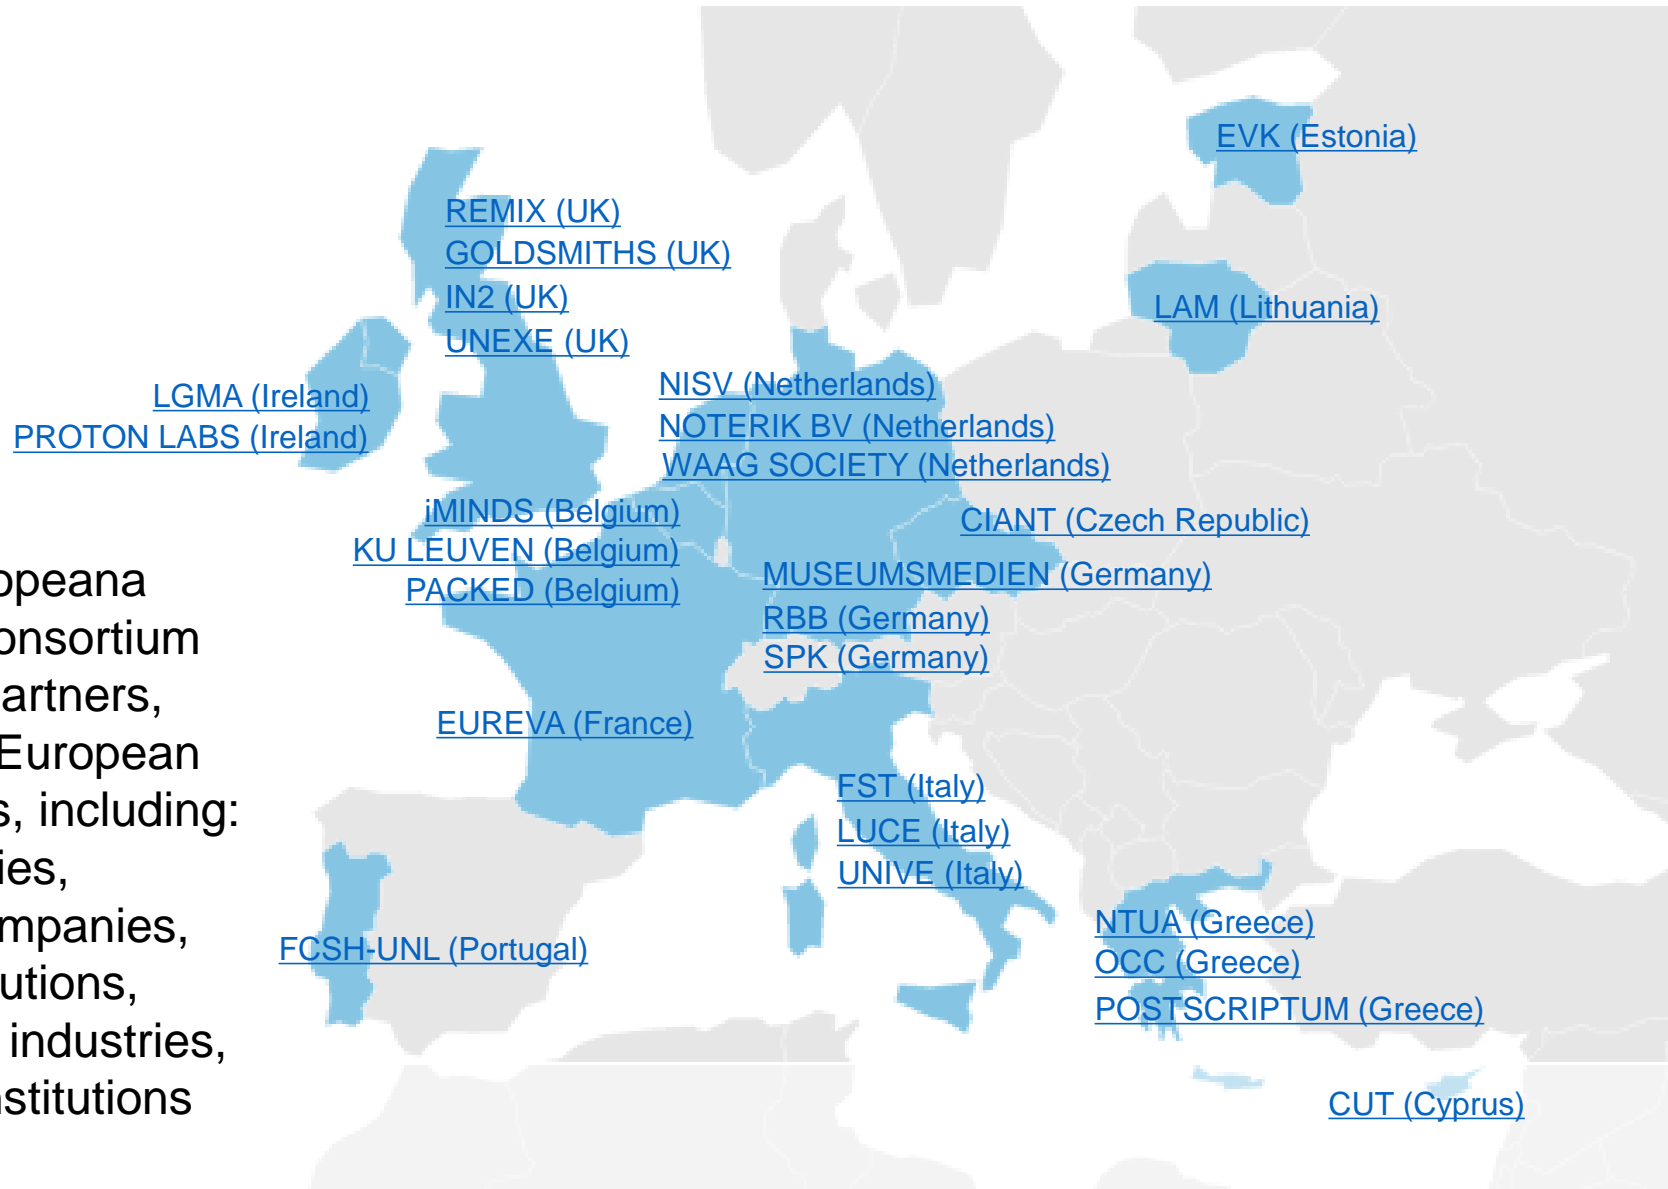 EVK (Estonia)
REMIX (UK)
GOLDSMITHS (UK)
IN2 (UK)
UNEXE (UK)
LAM (Lithuania)
LGMA (Ireland)
PROTON LABS (Ireland)
NISV (Netherlands)
NOTERIK BV (Netherlands)
WAAG SOCIETY (Netherlands)
iMINDS (Belgium)
KU LEUVEN (Belgium)
PACKED (Belgium)
CIANT (Czech Republic)
MUSEUMSMEDIEN (Germany)
RBB (Germany)
SPK (Germany)
EUREVA (France)
FST (Italy)
LUCE (Italy)
UNIVE (Italy)
FCSH-UNL (Portugal)
NTUA (Greece)
OCC (Greece)
POSTSCRIPTUM (Greece)
CUT (Cyprus)
opeana
onsortium
artners,
European
s, including:
ies,
mpanies,
utions,
industries,
nstitutions